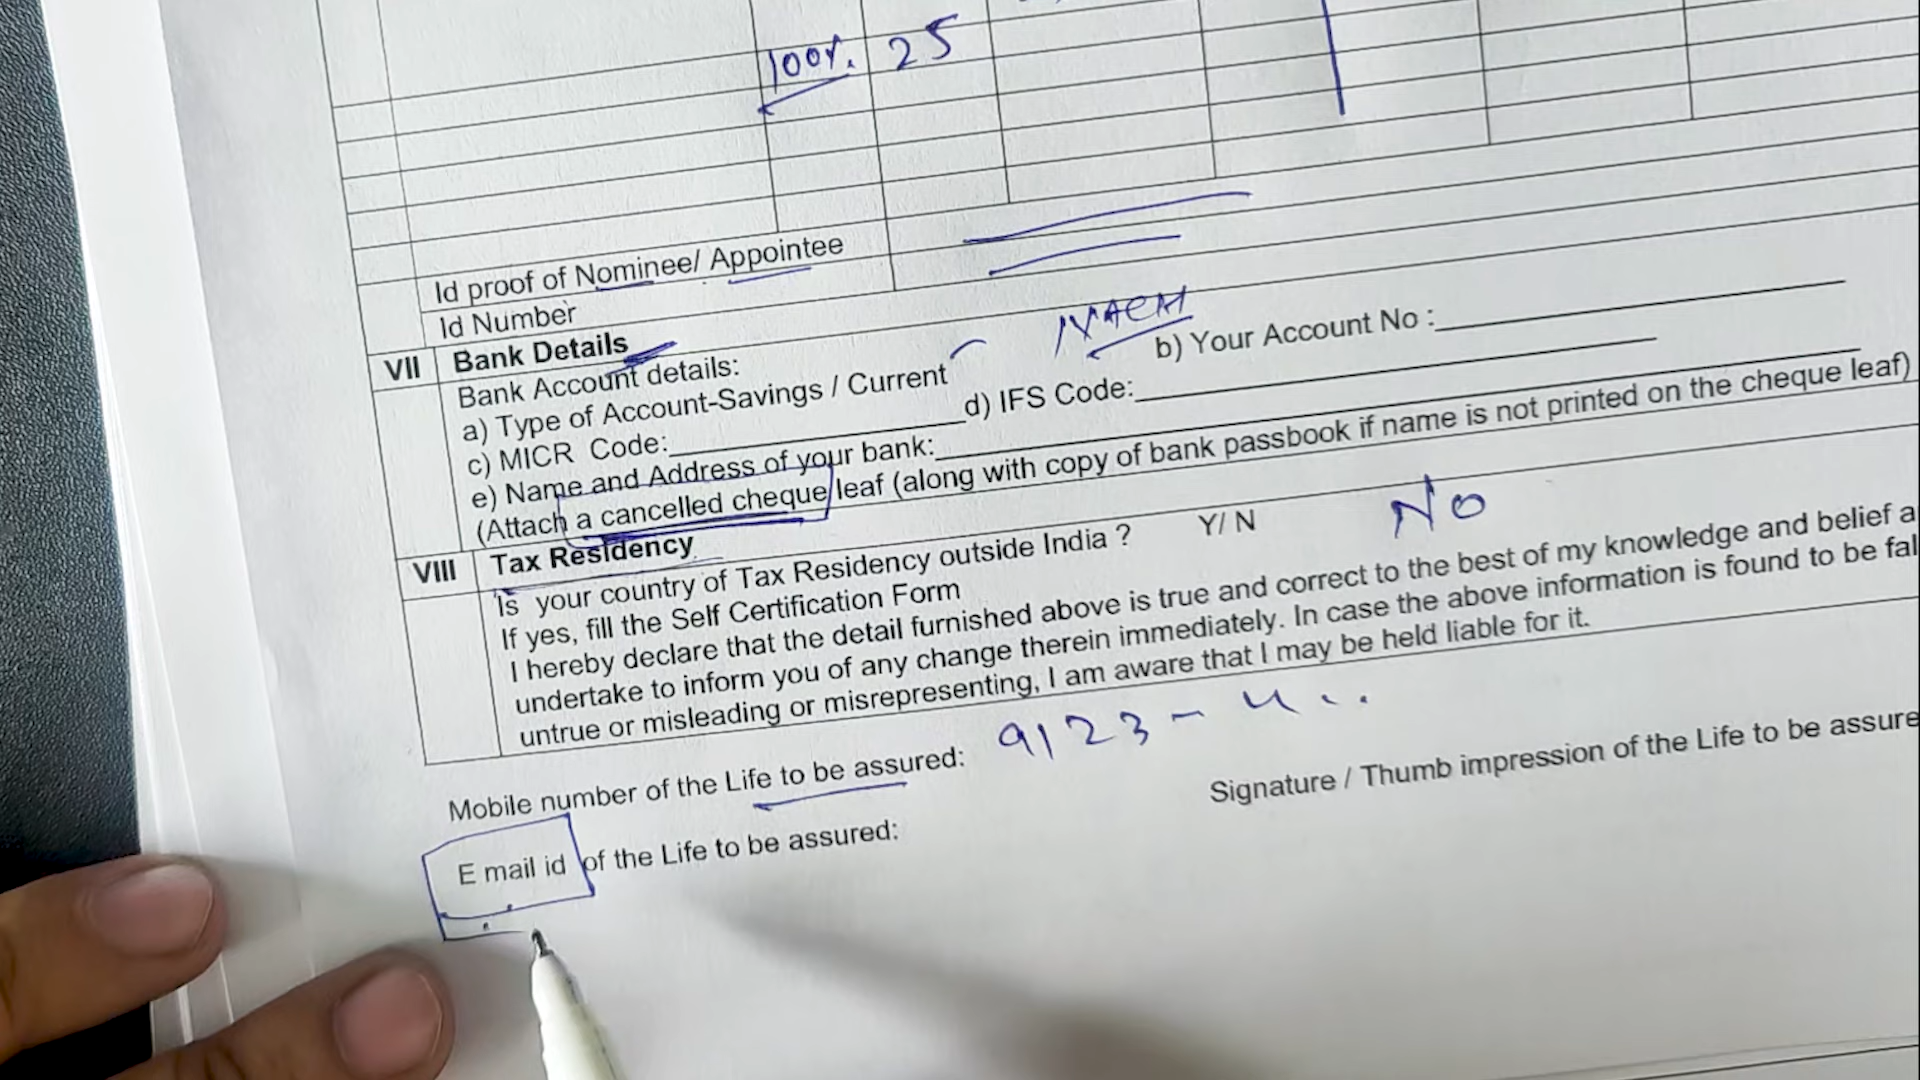 100%. 25
Id proof of Nominee/ Appointee
Id Number
VII Bank Details
Bank Account details:
NACH
a) Type of Account-Savings / Current b) Your Account No :
c) MICR Code: d) IFS Code:
e) Name and Address of your bank:
(Attach a cancelled cheque leaf (along with copy of bank passbook if name is not printed on the cheque leaf)
VIII Tax Residency
Is your country of Tax Residency outside India ? Y/ N No
If yes, fill the Self Certification Form
I hereby declare that the detail furnished above is true and correct to the best of my knowledge and belief a
undertake to inform you of any change therein immediately. In case the above information is found to be fal
untrue or misleading or misrepresenting, I am aware that I may be held liable for it.
Mobile number of the Life to be assured: 9123 -
Signature / Thumb impression of the Life to be assure
E mail id of the Life to be assured: